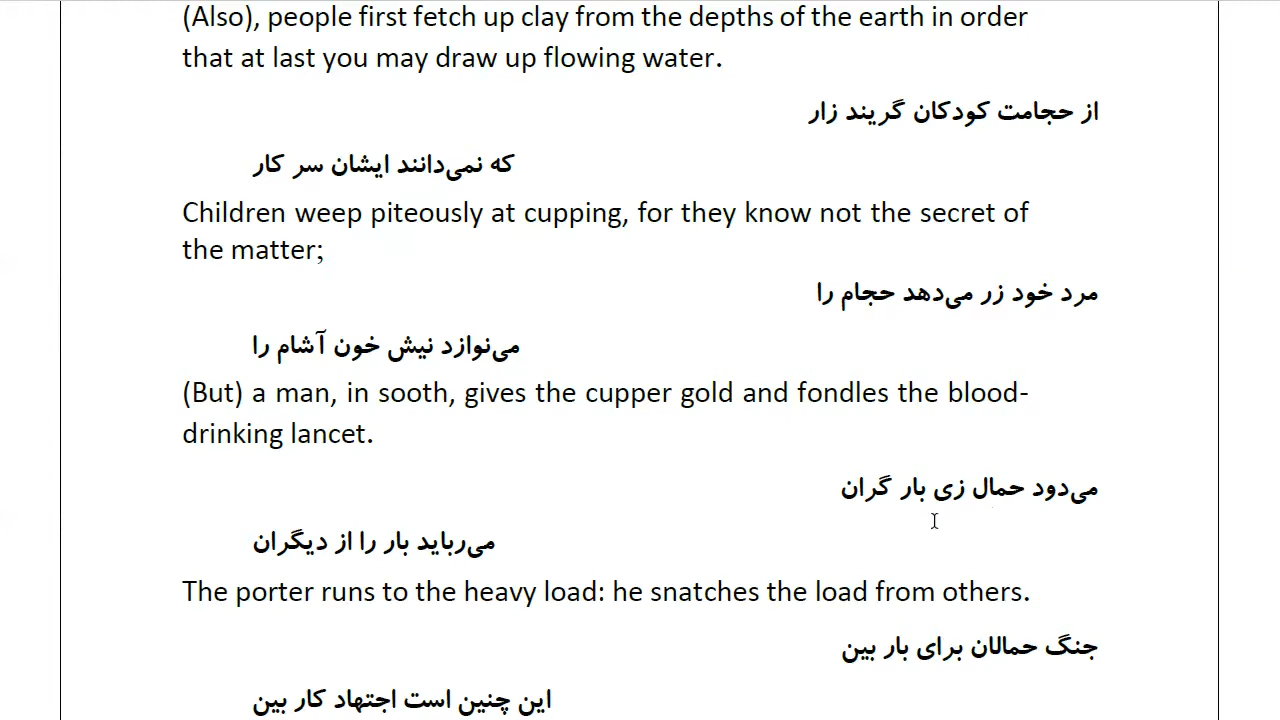 (Also), people first fetch up clay from the depths of the earth in order
that at last you may draw up flowing water.
از حجامت کودکان گریند زار
که نمی‌دانند ایشان سر کار
Children weep piteously at cupping, for they know not the secret of
the matter;
مرد خود زر می‌دهد حجام را
می‌نوازد نیش خون آشام را
(But) a man, in sooth, gives the cupper gold and fondles the blood-
drinking lancet.
می‌دود حمال زی بار گران
می‌رباید بار را از دیگران
The porter runs to the heavy load: he snatches the load from others.
جنگ حمالان برای بار بین
این چنین است اجتهاد کار بین